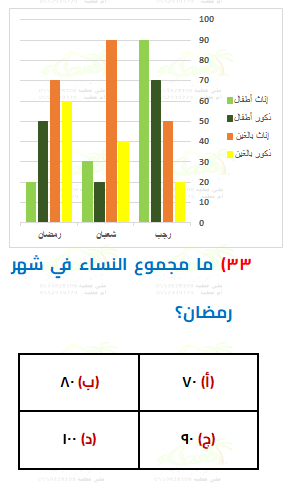 100
90
80
70
60
50
40
30
20
10
0
إناث أطفال
ذكور أطفال
إناث بالغين
ذكور بالغين
رجب
شعبان
رمضان
٣٣) ما مجموع النساء في شهر
رمضان؟
(أ) ٧٠
(ب) ٨٠
(ج) ٩٠
(د) ١٠٠